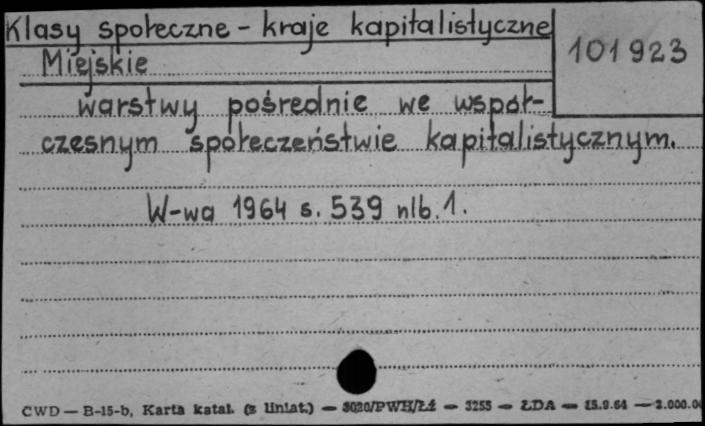 Klasy społeczne - kraje kapitalistyczne
101923
Miejskie
warstwy pośrednie we współ-
czesnym społeczeństwie kapitalistycznym.
W-wa 1964 s. 539 nlb. 1.
CWD — B-15-b, Karta katal. (z liniat.) — 3020/PWH/Łź — 3255 — ŁDA — 15.9.64 — 2.000.0